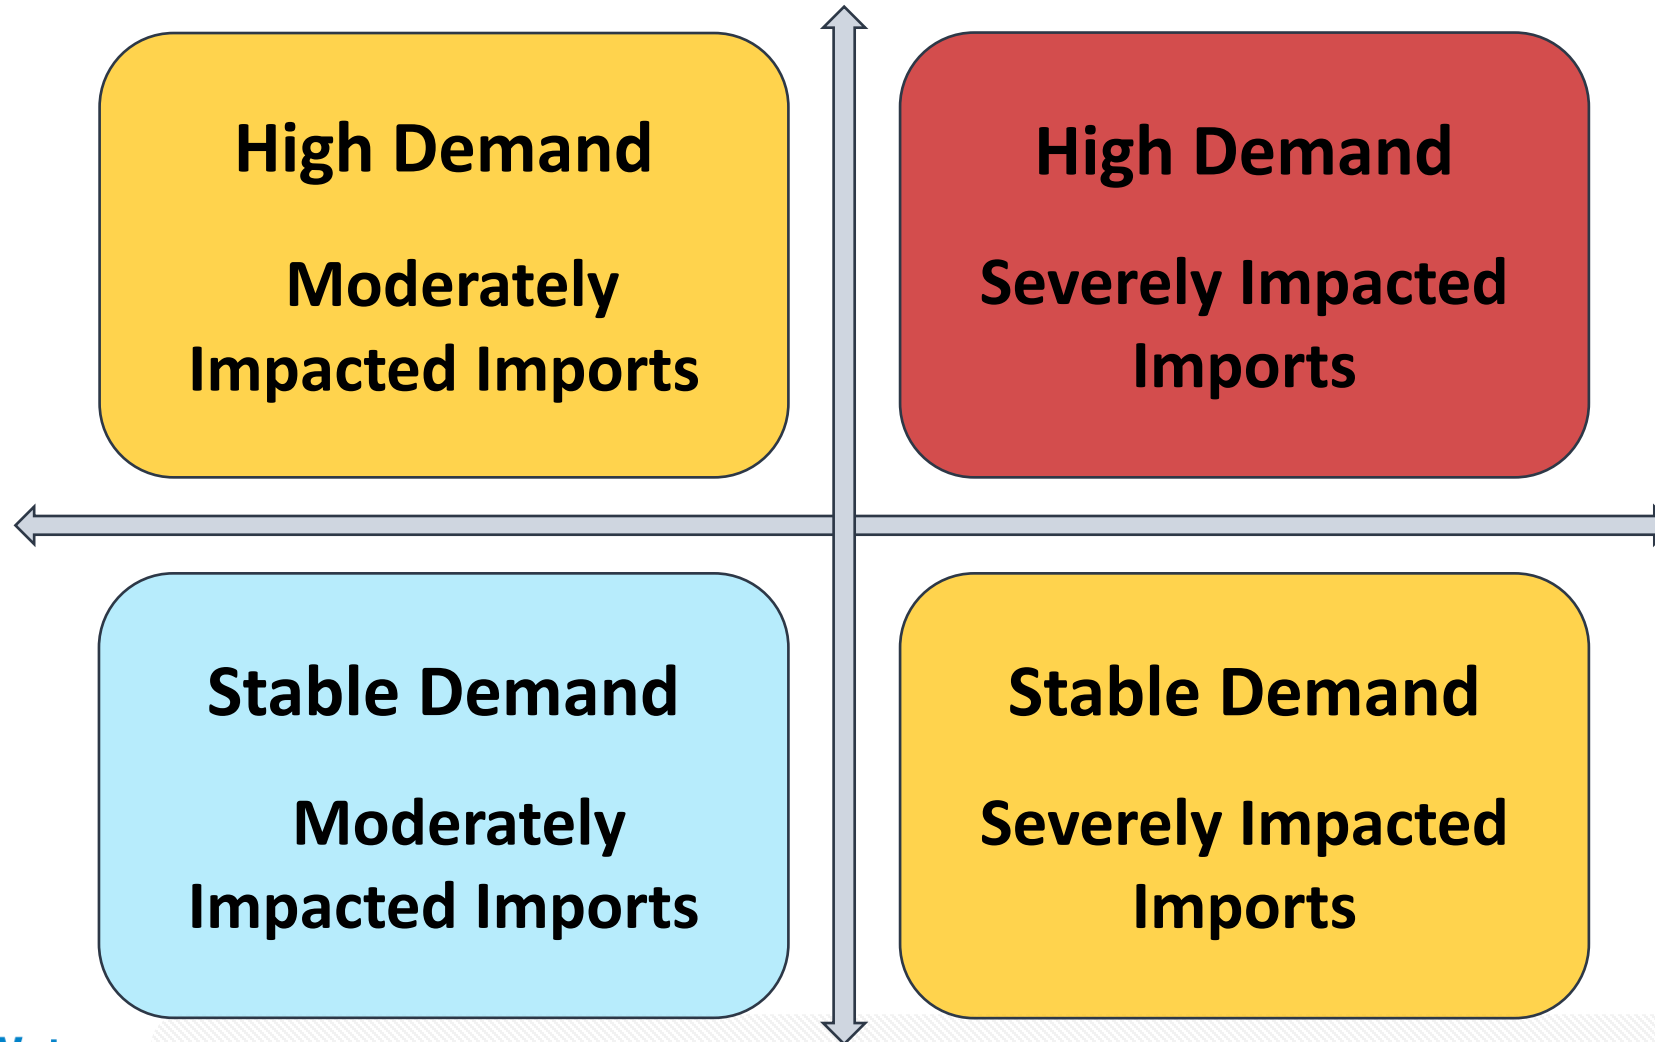 High Demand
Moderately
Impacted Imports
High Demand
Severely Impacted
Imports
Stable Demand
Moderately
Impacted Imports
Stable Demand
Severely Impacted
Imports